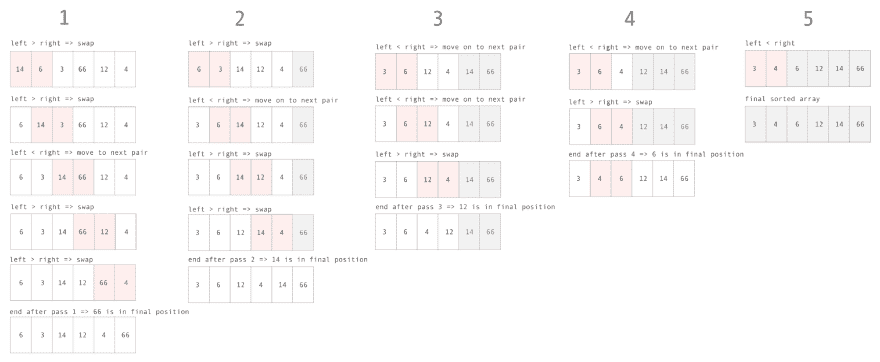 1
left > right => swap
14 6 3 66 12 4
left > right => swap
6 14 3 66 12 4
left < right => move to next pair
6 3 14 66 12 4
left > right => swap
6 3 14 66 12 4
left > right => swap
6 3 14 12 66 4
end after pass 1 => 66 is in final position
6 3 14 12 4 66
2
left > right => swap
6 3 14 12 4 66
left < right => move on to next pair
3 6 14 12 4 66
left > right => swap
3 6 14 12 4 66
left > right => swap
3 6 12 14 4 66
end after pass 2 => 14 is in final position
3 6 12 4 14 66
3
left < right => move on to next pair
3 6 12 4 14 66
left < right => move on to next pair
3 6 12 4 14 66
left > right => swap
3 6 12 4 14 66
end after pass 3 => 12 is in final position
3 6 4 12 14 66
4
left < right => move on to next pair
3 6 4 12 14 66
left > right => swap
3 6 4 12 14 66
end after pass 4 => 6 is in final position
3 4 6 12 14 66
5
left < right
3 4 6 12 14 66
final sorted array
3 4 6 12 14 66